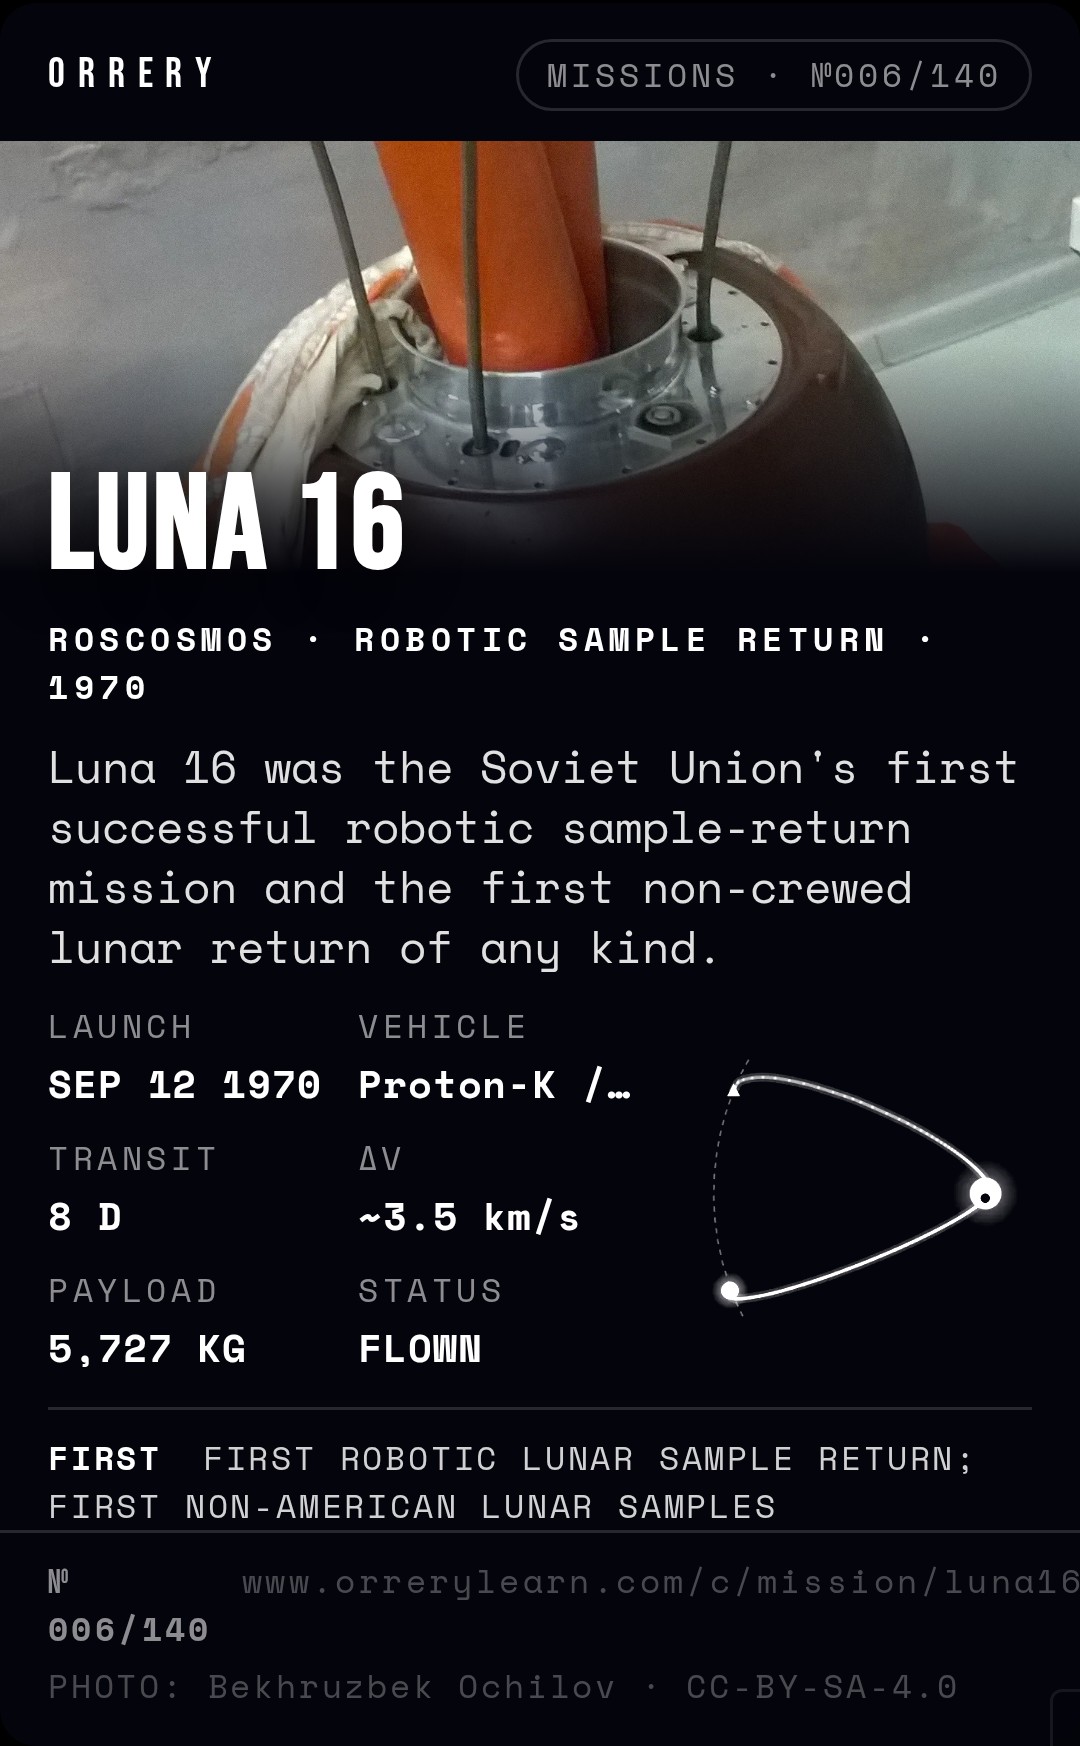 ORRERY
MISSIONS · №006/140
LUNA 16
ROSCOSMOS · ROBOTIC SAMPLE RETURN ·
1970
Luna 16 was the Soviet Union's first
successful robotic sample-return
mission and the first non-crewed
lunar return of any kind.
LAUNCH VEHICLE
SEP 12 1970 Proton-K /…
TRANSIT ΔV
8 D ~3.5 km/s
PAYLOAD STATUS
5,727 KG FLOWN
FIRST FIRST ROBOTIC LUNAR SAMPLE RETURN;
FIRST NON-AMERICAN LUNAR SAMPLES
№ www.orrerylearn.com/c/mission/luna16
006/140
PHOTO: Bekhruzbek Ochilov · CC-BY-SA-4.0